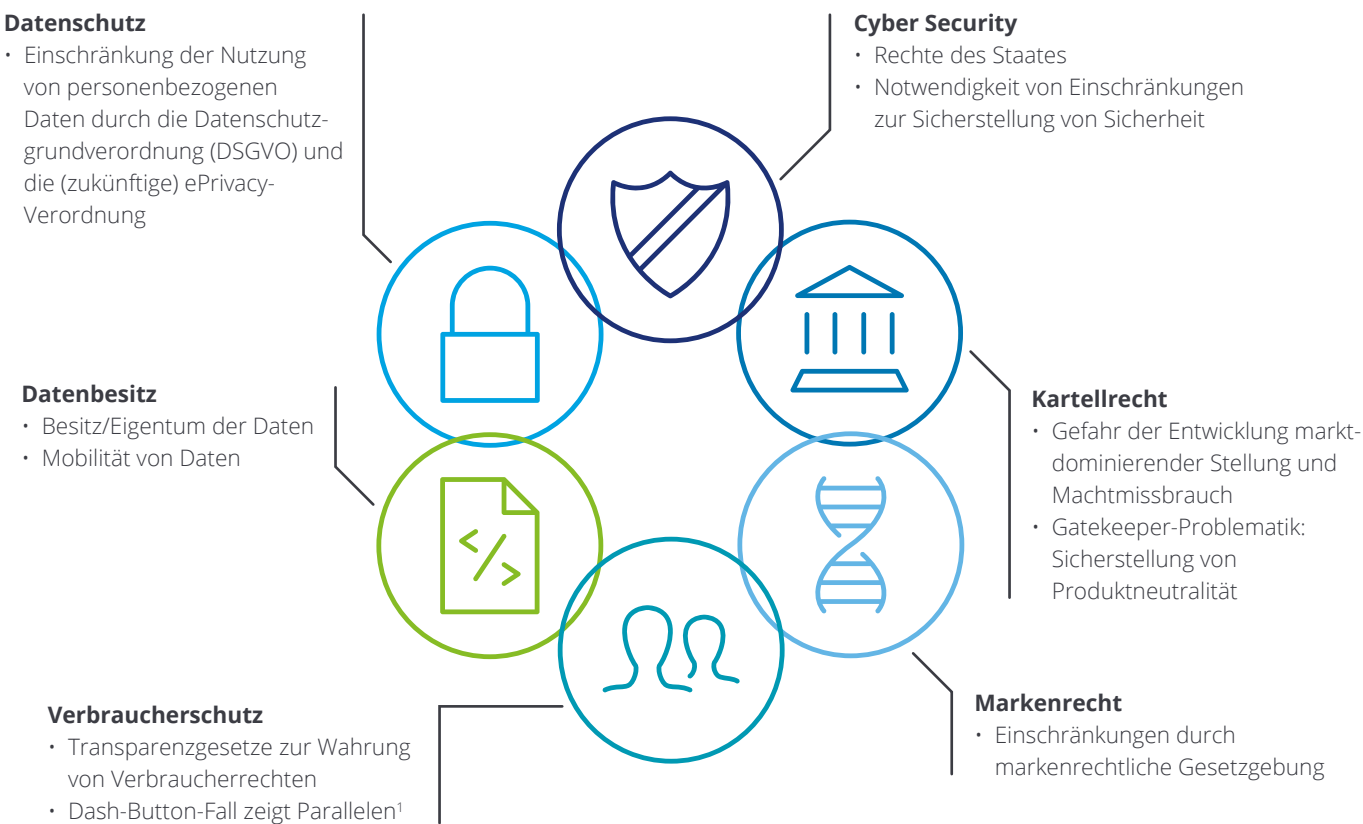 Datenschutz
• Einschränkung der Nutzung
von personenbezogenen
Daten durch die Datenschutz-
grundverordnung (DSGVO) und
die (zukünftige) ePrivacy-
Verordnung
Cyber Security
• Rechte des Staates
• Notwendigkeit von Einschränkungen
zur Sicherstellung von Sicherheit
Datenbesitz
• Besitz/Eigentum der Daten
• Mobilität von Daten
Kartellrecht
• Gefahr der Entwicklung markt-
dominierender Stellung und
Machtmissbrauch
• Gatekeeper-Problematik:
Sicherstellung von
Produktneutralität
</>
Verbraucherschutz
• Transparenzgesetze zur Wahrung
von Verbraucherrechten
• Dash-Button-Fall zeigt Parallelen¹
Markenrecht
• Einschränkungen durch
markenrechtliche Gesetzgebung